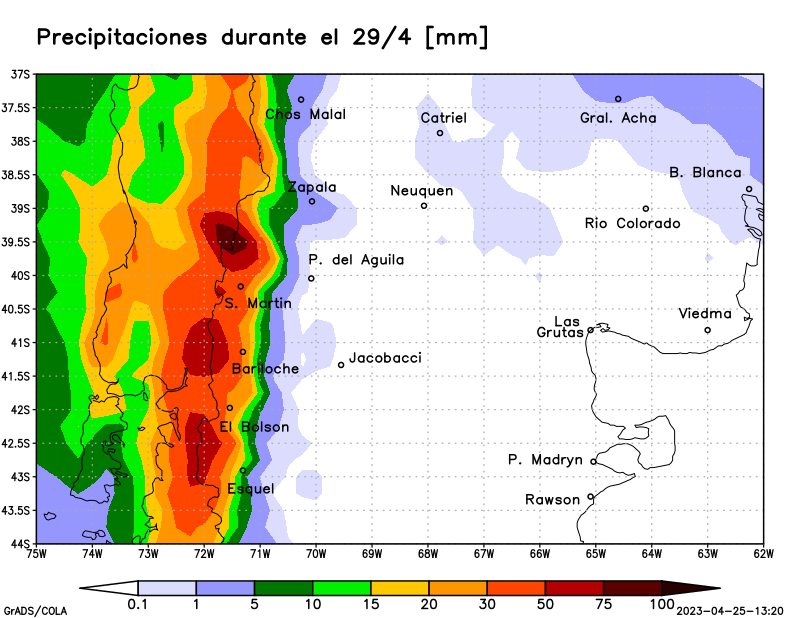 Precipitaciones durante el 29/4 [mm]
37S
Chos Malal
Catriel
Gral. Acha
37.5S
38S
B. Blanca
38.5S
Zapala
Neuquen
39S
Rio Colorado
39.5S
P. del Aguila
40S
S. Martin
40.5S
Las
Grutas
Viedma
41S
Bariloche
Jacobacci
41.5S
42S
El Bolson
42.5S
P. Madryn
43S
Esquel
Rawson
43.5S
44S
75W 74W 73W 72W 71W 70W 69W 68W 67W 66W 65W 64W 63W 62W
0.1 1 5 10 15 20 30 50 75 100
GrADS/COLA
2023-04-25-13:20